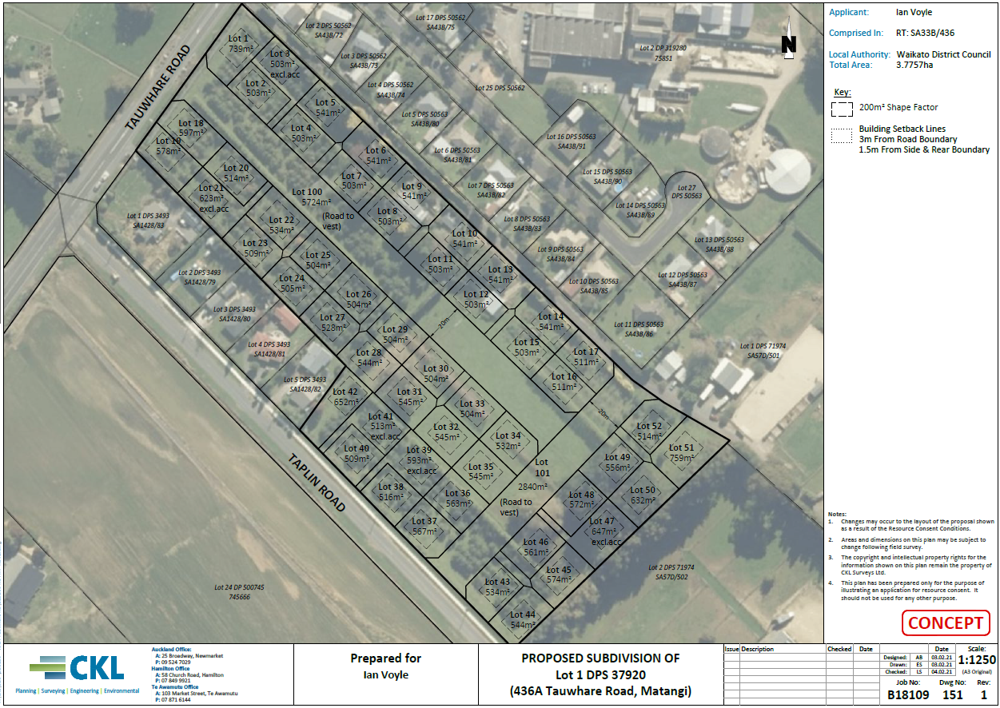 Applicant: Ian Voyle
Comprised In: RT: SA33B/436
Local Authority: Waikato District Council
Total Area: 3.7757ha
Key:
200m² Shape Factor
Building Setback Lines
3m From Road Boundary
1.5m From Side & Rear Boundary
N
TAUWHARE ROAD
TAPLIN ROAD
Lot 1
739m²
Lot 3
503m²
excl.acc
Lot 2
503m²
Lot 5
541m²
Lot 4
503m²
Lot 18
597m²
Lot 19
578m²
Lot 6
541m²
Lot 20
514m²
Lot 7
503m²
Lot 9
541m²
Lot 21
623m²
excl.acc
Lot 100
5724m²
(Road to
vest)
Lot 8
503m²
Lot 22
534m²
Lot 10
541m²
Lot 23
509m²
Lot 25
504m²
Lot 11
503m²
Lot 13
541m²
Lot 24
505m²
Lot 26
504m²
Lot 12
503m²
Lot 27
528m²
Lot 14
541m²
20m
Lot 29
504m²
Lot 15
503m²
Lot 17
511m²
Lot 28
544m²
Lot 30
504m²
Lot 16
511m²
Lot 42
652m²
Lot 31
545m²
Lot 33
504m²
20m
Lot 41
513m²
excl.acc
Lot 32
545m²
Lot 34
532m²
Lot 52
514m²
Lot 51
759m²
Lot 40
509m²
Lot 39
593m²
excl.acc
Lot 35
545m²
Lot
101
2840m²
(Road to
vest)
Lot 49
556m²
Lot 38
516m²
Lot 36
563m²
Lot 48
572m²
Lot 50
632m²
Lot 37
567m²
Lot 47
647m²
excl.acc
Lot 46
561m²
Lot 45
574m²
Lot 43
534m²
Lot 44
544m²
Lot 2 DPS 50562
SA43B/72
Lot 17 DPS 50562
SA43B/75
Lot 3 DPS 50562
SA43B/73
Lot 2 DP 319280
75851
Lot 4 DPS 50562
SA43B/74
Lot 25 DPS 50562
Lot 5 DPS 50563
SA43B/80
Lot 16 DPS 50563
SA43B/91
Lot 6 DPS 50563
SA43B/81
Lot 15 DPS 50563
SA43B/90
Lot 7 DPS 50563
SA43B/82
Lot 27
DPS 50563
Lot 14 DPS 50563
SA43B/89
Lot 8 DPS 50563
SA43B/83
Lot 13 DPS 50563
SA43B/88
Lot 9 DPS 50563
SA43B/84
Lot 12 DPS 50563
SA43B/87
Lot 10 DPS 50563
SA43B/85
Lot 11 DPS 50563
SA43B/86
Lot 1 DPS 71974
SA57D/501
Lot 1 DPS 3493
SA1428/83
Lot 2 DPS 3493
SA1428/79
Lot 3 DPS 3493
SA1428/80
Lot 4 DPS 3493
SA1428/81
Lot 5 DPS 3493
SA1428/82
Lot 2 DPS 71974
SA57D/502
Lot 24 DP 500745
745666
Notes:
1. Changes may occur to the layout of the proposal shown
as a result of the Resource Consent Conditions.
2. Areas and dimensions on this plan may be subject to
change following field survey.
3. The copyright and intellectual property rights for the
information shown on this plan remain the property of
CKL Surveys Ltd.
4. This plan has been prepared only for the purpose of
illustrating an application for resource consent. It
should not be used for any other purpose.
CONCEPT
CKL
Planning | Surveying | Engineering | Environmental
Auckland Office:
A: 25 Broadway, Newmarket
P: 09 524 7029
Hamilton Office
A: 58 Church Road, Hamilton
P: 07 849 9921
Te Awamutu Office
A: 103 Market Street, Te Awamutu
P: 07 871 6144
Prepared for
Ian Voyle
PROPOSED SUBDIVISION OF
Lot 1 DPS 37920
(436A Tauwhare Road, Matangi)
Issue Description Checked Date
Date
Designed: AB 03.02.21
Drawn: ES 03.02.21
Checked: LS 04.02.21
Scale:
1:1250
(A3 Original)
Job No: Dwg No: Rev:
B18109 151 1